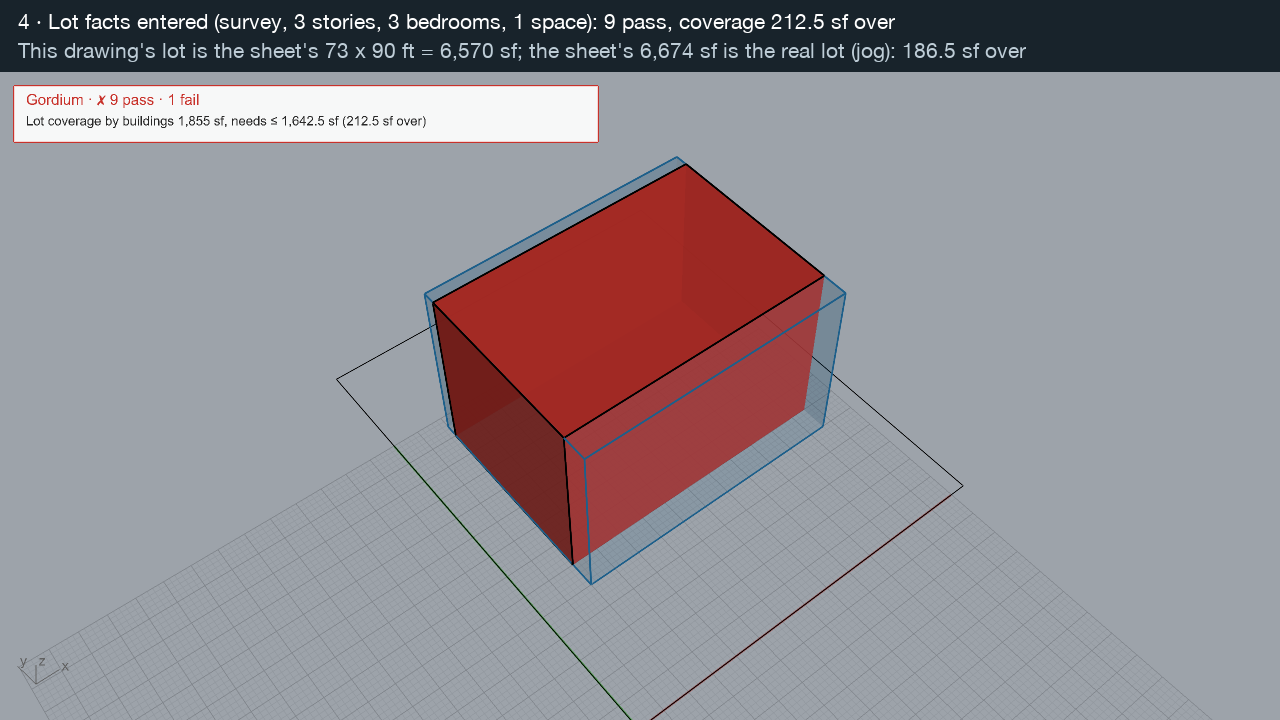 4 · Lot facts entered (survey, 3 stories, 3 bedrooms, 1 space): 9 pass, coverage 212.5 sf over
This drawing's lot is the sheet's 73 x 90 ft = 6,570 sf; the sheet's 6,674 sf is the real lot (jog): 186.5 sf over
Gordium · ✗ 9 pass · 1 fail
Lot coverage by buildings 1,855 sf, needs ≤ 1,642.5 sf (212.5 sf over)
y z x